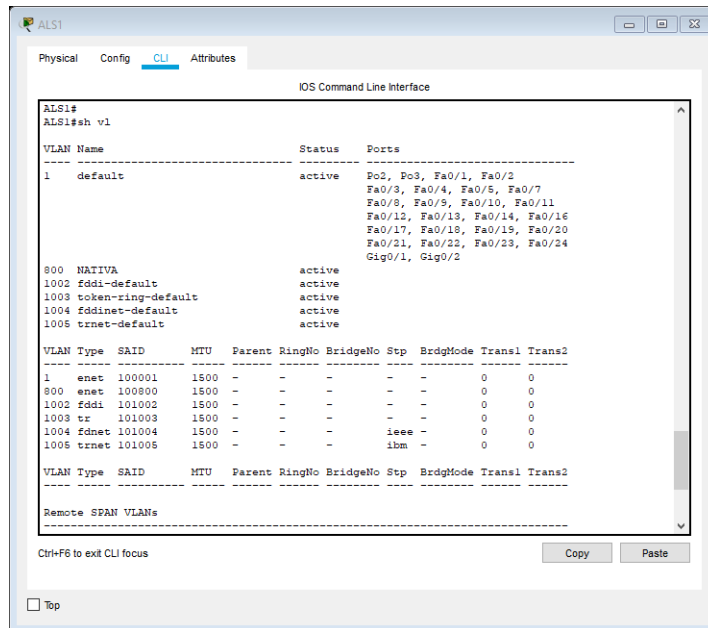 ALS1
Physical Config CLI Attributes
IOS Command Line Interface
ALS1#
ALS1#sh vl
VLAN Name Status Ports
---- -------------------------------- --------- -------------------------------
1 default active Po2, Po3, Fa0/1, Fa0/2
Fa0/3, Fa0/4, Fa0/5, Fa0/7
Fa0/8, Fa0/9, Fa0/10, Fa0/11
Fa0/12, Fa0/13, Fa0/14, Fa0/16
Fa0/17, Fa0/18, Fa0/19, Fa0/20
Fa0/21, Fa0/22, Fa0/23, Fa0/24
Gig0/1, Gig0/2
800 NATIVA active
1002 fddi-default active
1003 token-ring-default active
1004 fddinet-default active
1005 trnet-default active
VLAN Type SAID MTU Parent RingNo BridgeNo Stp BrdgMode Trans1 Trans2
---- ----- ---------- ----- ------ ------ -------- ---- -------- ------ ------
1 enet 100001 1500 - - - - - 0 0
800 enet 100800 1500 - - - - - 0 0
1002 fddi 101002 1500 - - - - - 0 0
1003 tr 101003 1500 - - - - - 0 0
1004 fdnet 101004 1500 - - - ieee - 0 0
1005 trnet 101005 1500 - - - ibm - 0 0
VLAN Type SAID MTU Parent RingNo BridgeNo Stp BrdgMode Trans1 Trans2
---- ----- ---------- ----- ------ ------ -------- ---- -------- ------ ------
Remote SPAN VLANs
------------------------------------------------------------------------------
Ctrl+F6 to exit CLI focus Copy Paste
Top